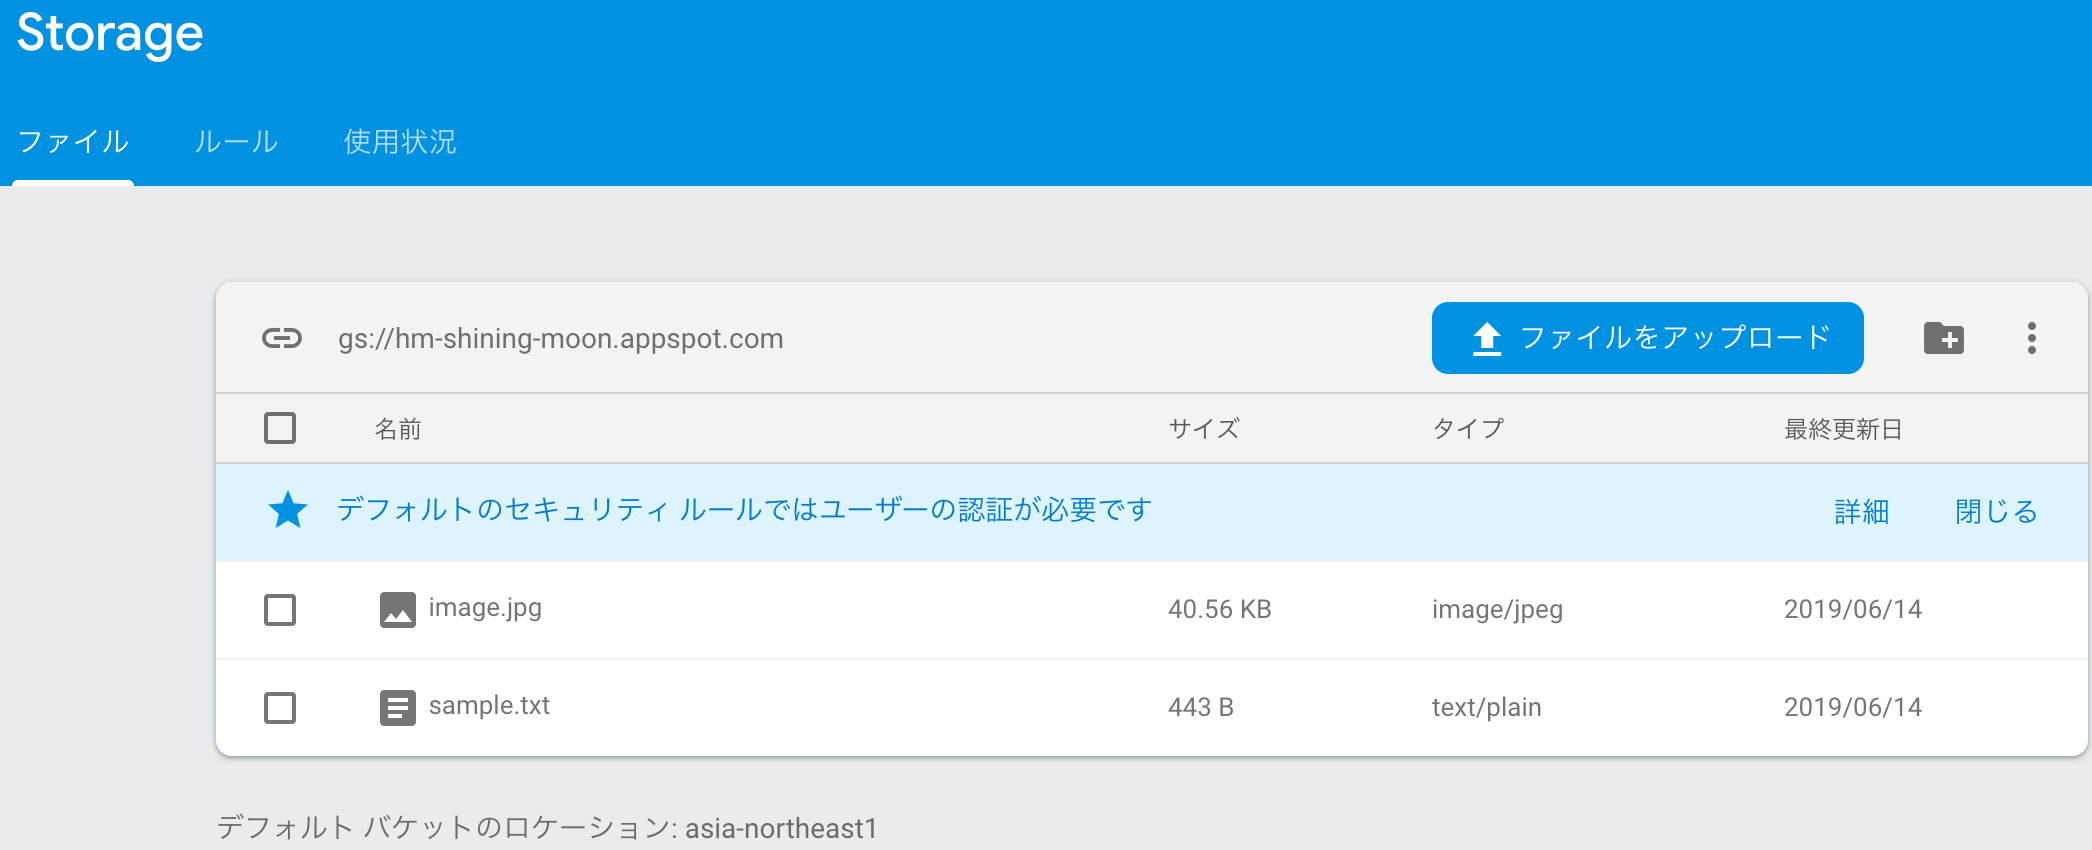 Storage
ファイル ルール 使用状況
gs://hm-shining-moon.appspot.com ファイルをアップロード
名前 サイズ タイプ 最終更新日
デフォルトのセキュリティ ルールではユーザーの認証が必要です 詳細 閉じる
image.jpg 40.56 KB image/jpeg 2019/06/14
sample.txt 443 B text/plain 2019/06/14
デフォルト バケットのロケーション: asia-northeast1